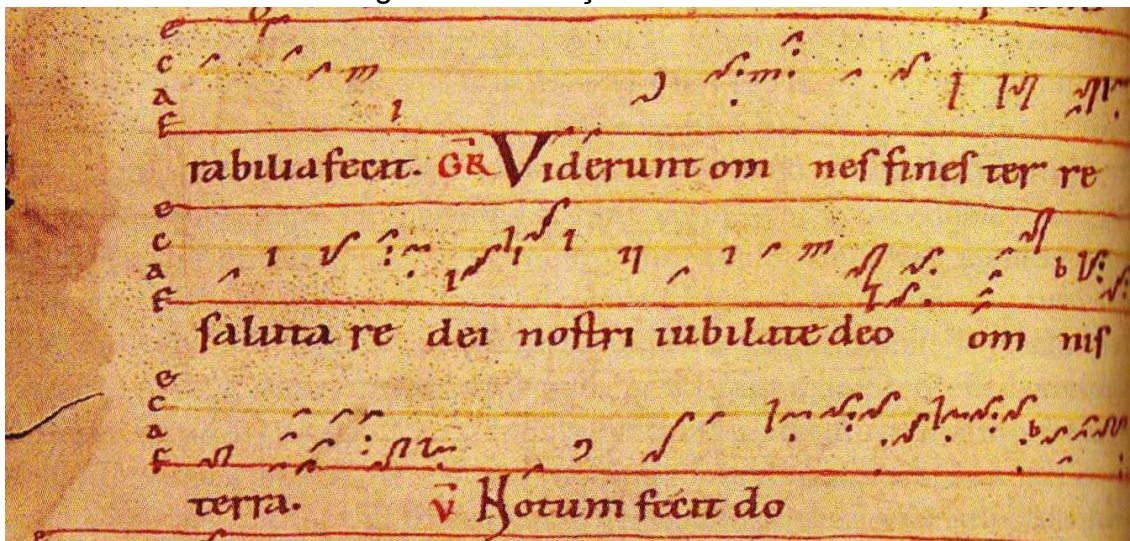 e
c
a
F
rabilia fecit. GR Viderunt om nes fines ter re
e
c
a
F
saluta re dei nostri iubilate deo om nis
b
e
c
a
F
terra. V Notum fecit do
b